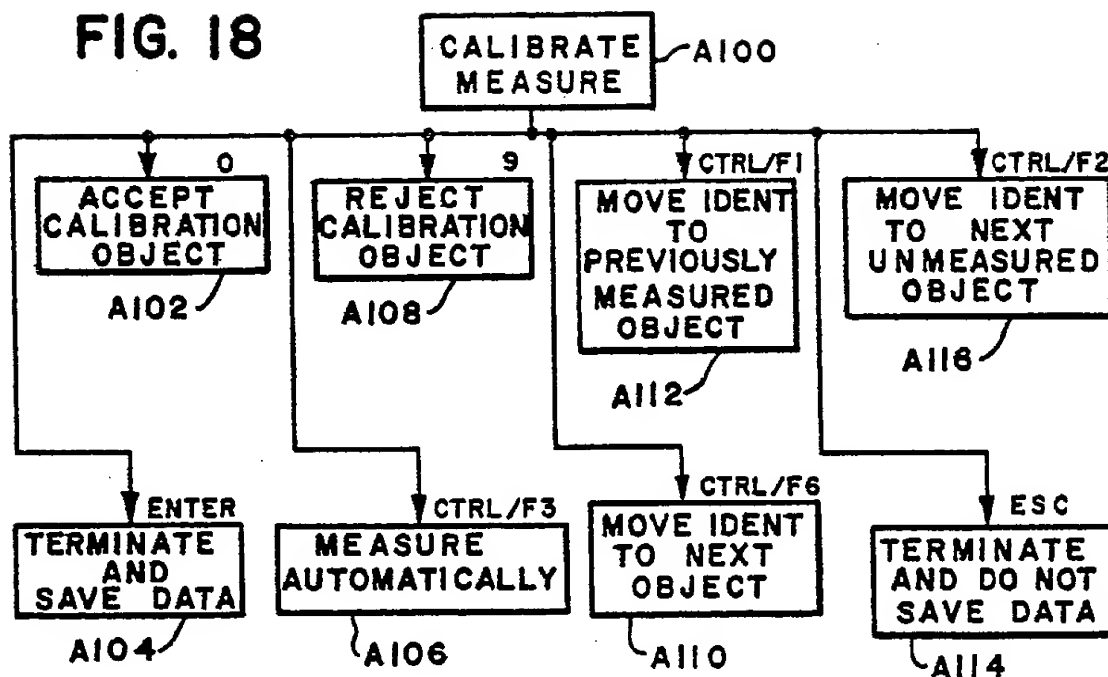 FIG. 18
CALIBRATE
MEASURE
A100
0
ACCEPT
CALIBRATION
OBJECT
A102
9
REJECT
CALIBRATION
OBJECT
A108
CTRL/F1
MOVE IDENT
TO
PREVIOUSLY
MEASURED
OBJECT
A112
CTRL/F2
MOVE IDENT
TO NEXT
UNMEASURED
OBJECT
A116
ENTER
TERMINATE
AND
SAVE DATA
A104
CTRL/F3
MEASURE
AUTOMATICALLY
A106
CTRL/F6
MOVE IDENT
TO NEXT
OBJECT
A110
ESC
TERMINATE
AND DO NOT
SAVE DATA
A114